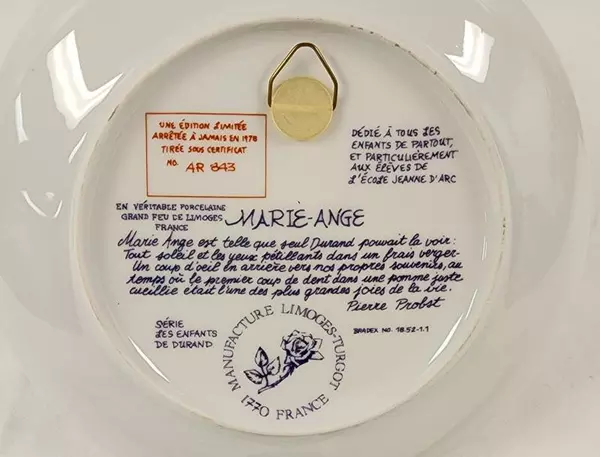 UNE ÉDITION LIMITÉE
ARRÊTÉE À JAMAIS EN 1978
TIRÉE SOUS CERTIFICAT
NO. AR 843
DÉDIÉ À TOUS LES
ENFANTS DE PARTOUT,
ET PARTICULIÈREMENT
AUX ÉLÈVES DE
L'ÉCOLE JEANNE D'ARC
EN VÉRITABLE PORCELAINE
GRAND FEU DE LIMOGES
FRANCE
MARIE-ANGE
Marie Ange est telle que seul Durand pouvait la voir:
Tout soleil et les yeux pétillants dans un frais verger.
Un coup d'oeil en arrière vers nos propres souvenirs, au
temps où le premier coup de dent dans une pomme juste
cueillie était l'une des plus grandes joies de la vie.
Pierre Probst
SÉRIE
LES ENFANTS
DE DURAND
MANUFACTURE LIMOGES-TURGOT
1770 FRANCE
BRADEX NO. 18.52-1.1